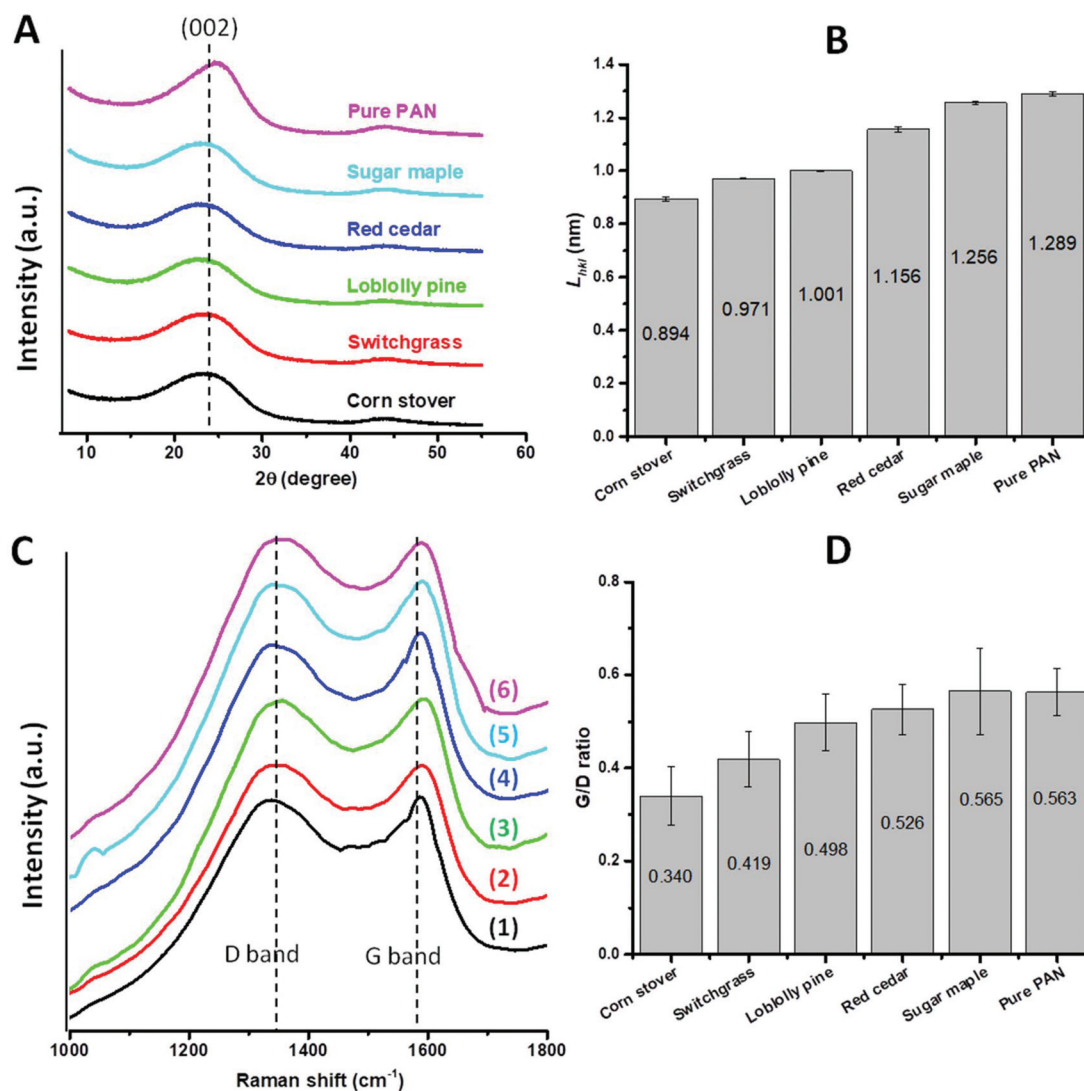 A
(002)
Pure PAN
Sugar maple
Red cedar
Loblolly pine
Switchgrass
Corn stover
Intensity (a.u.)
10 20 30 40 50 60
2θ (degree)
B
1.4
1.2
1.0
0.8
0.6
0.4
0.2
0.0
L_hkl (nm)
0.894 0.971 1.001 1.156 1.256 1.289
Corn stover Switchgrass Loblolly pine Red cedar Sugar maple Pure PAN
C
(6)
(5)
(4)
(3)
(2)
(1)
D band G band
Intensity (a.u.)
1000 1200 1400 1600 1800
Raman shift (cm⁻¹)
D
0.8
0.6
0.4
0.2
0.0
G/D ratio
0.340 0.419 0.498 0.526 0.565 0.563
Corn stover Switchgrass Loblolly pine Red cedar Sugar maple Pure PAN